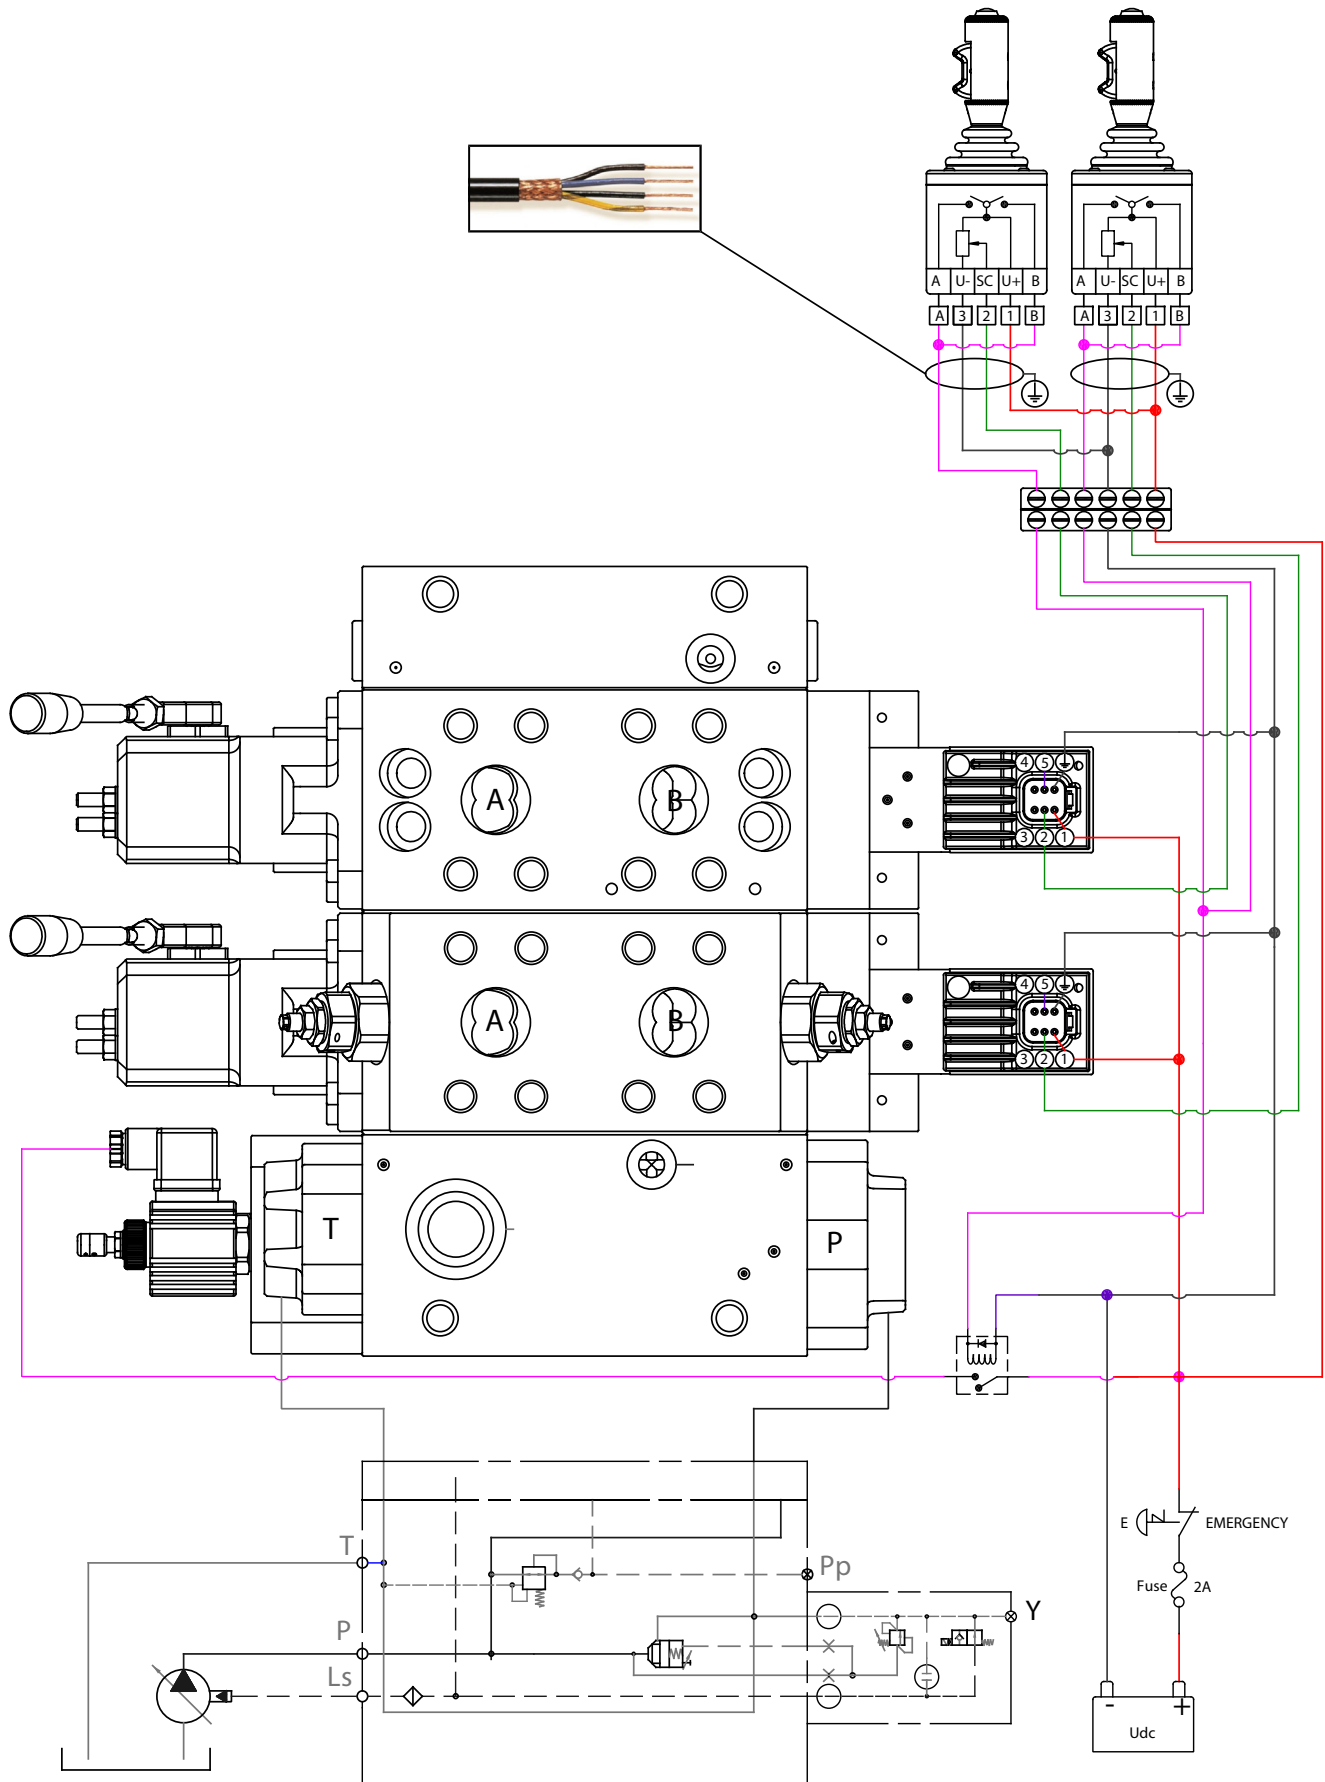 A U- SC U+ B
A U- SC U+ B
A 3 2 1 B
A 3 2 1 B
4 5
A B
3 2 1
4 5
A B
3 2 1
T P
E EMERGENCY
T
Pp
Fuse 2A
Y
P
Ls
- +
Udc